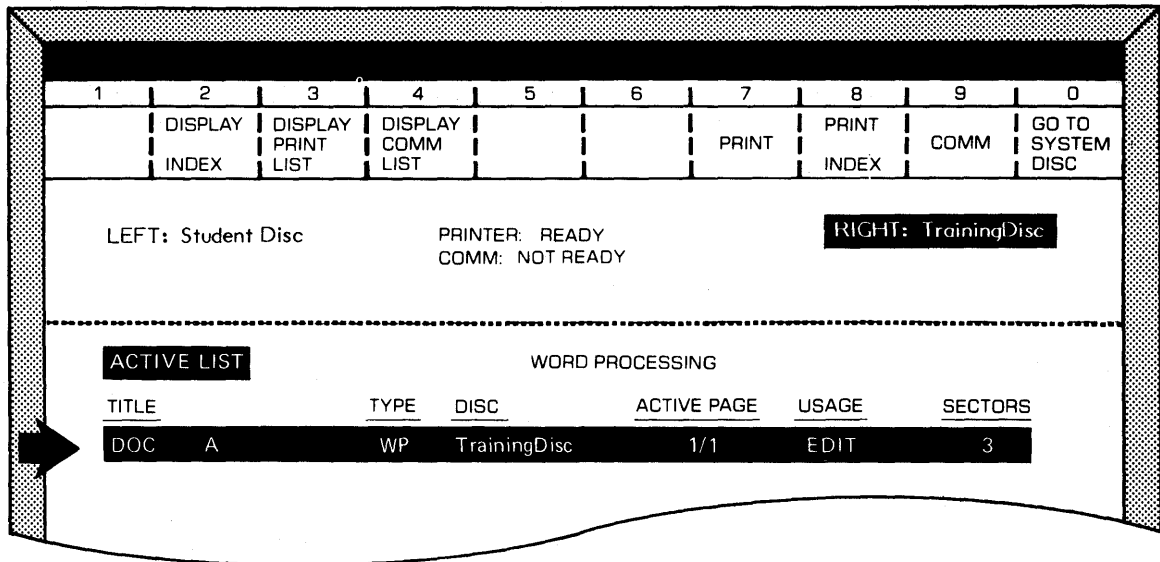 1 2 3 4 5 6 7 8 9 0
DISPLAY DISPLAY DISPLAY PRINT GO TO
PRINT COMM PRINT COMM SYSTEM
INDEX LIST LIST INDEX DISC
LEFT: Student Disc PRINTER: READY RIGHT: TrainingDisc
COMM: NOT READY
ACTIVE LIST WORD PROCESSING
TITLE TYPE DISC ACTIVE PAGE USAGE SECTORS
DOC A WP TrainingDisc 1/1 EDIT 3